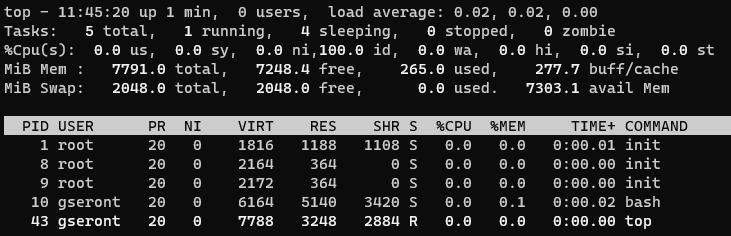 top - 11:45:20 up 1 min,  0 users,  load average: 0.02, 0.02, 0.00
Tasks:   5 total,   1 running,   4 sleeping,   0 stopped,   0 zombie
%Cpu(s):  0.0 us,  0.0 sy,  0.0 ni,100.0 id,  0.0 wa,  0.0 hi,  0.0 si,  0.0 st
MiB Mem :   7791.0 total,   7248.4 free,    265.0 used,    277.7 buff/cache
MiB Swap:   2048.0 total,   2048.0 free,      0.0 used.   7303.1 avail Mem
  PID USER      PR  NI    VIRT    RES    SHR S  %CPU  %MEM     TIME+ COMMAND
    1 root      20   0    1816   1188   1108 S   0.0   0.0   0:00.01 init
    8 root      20   0    2164    364      0 S   0.0   0.0   0:00.00 init
    9 root      20   0    2172    364      0 S   0.0   0.0   0:00.00 init
   10 gseront   20   0    6164   5140   3420 S   0.0   0.1   0:00.02 bash
   43 gseront   20   0    7788   3248   2884 R   0.0   0.0   0:00.00 top